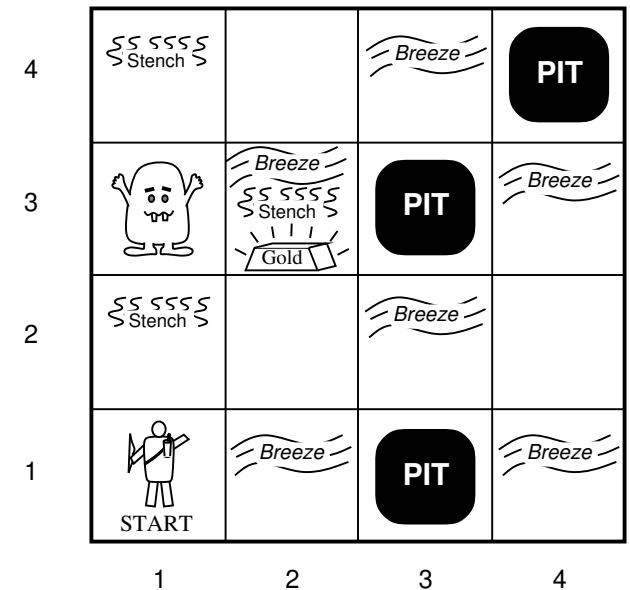 4
Stench
Breeze
PIT
3
Breeze
Stench
Gold
PIT
Breeze
2
Stench
Breeze
1
START
Breeze
PIT
Breeze
1 2 3 4